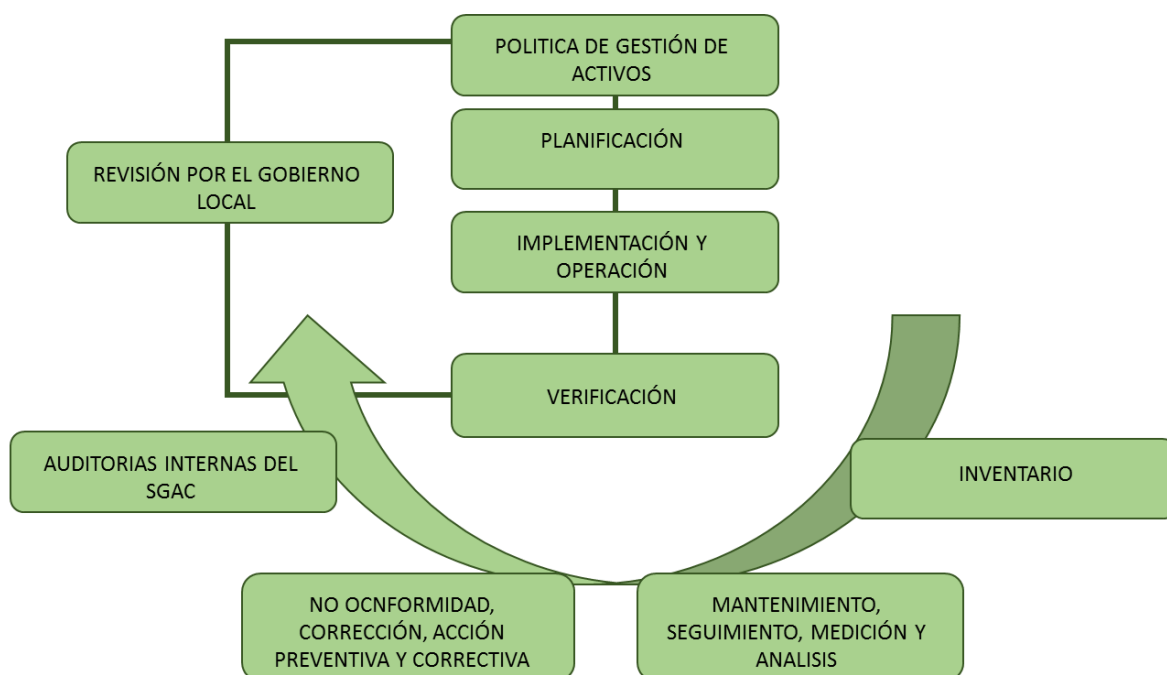 POLITICA DE GESTIÓN DE
ACTIVOS
PLANIFICACIÓN
REVISIÓN POR EL GOBIERNO
LOCAL
IMPLEMENTACIÓN Y
OPERACIÓN
VERIFICACIÓN
AUDITORIAS INTERNAS DEL
SGAC
INVENTARIO
NO OCNFORMIDAD,
CORRECCIÓN, ACCIÓN
PREVENTIVA Y CORRECTIVA
MANTENIMIENTO,
SEGUIMIENTO, MEDICIÓN Y
ANALISIS